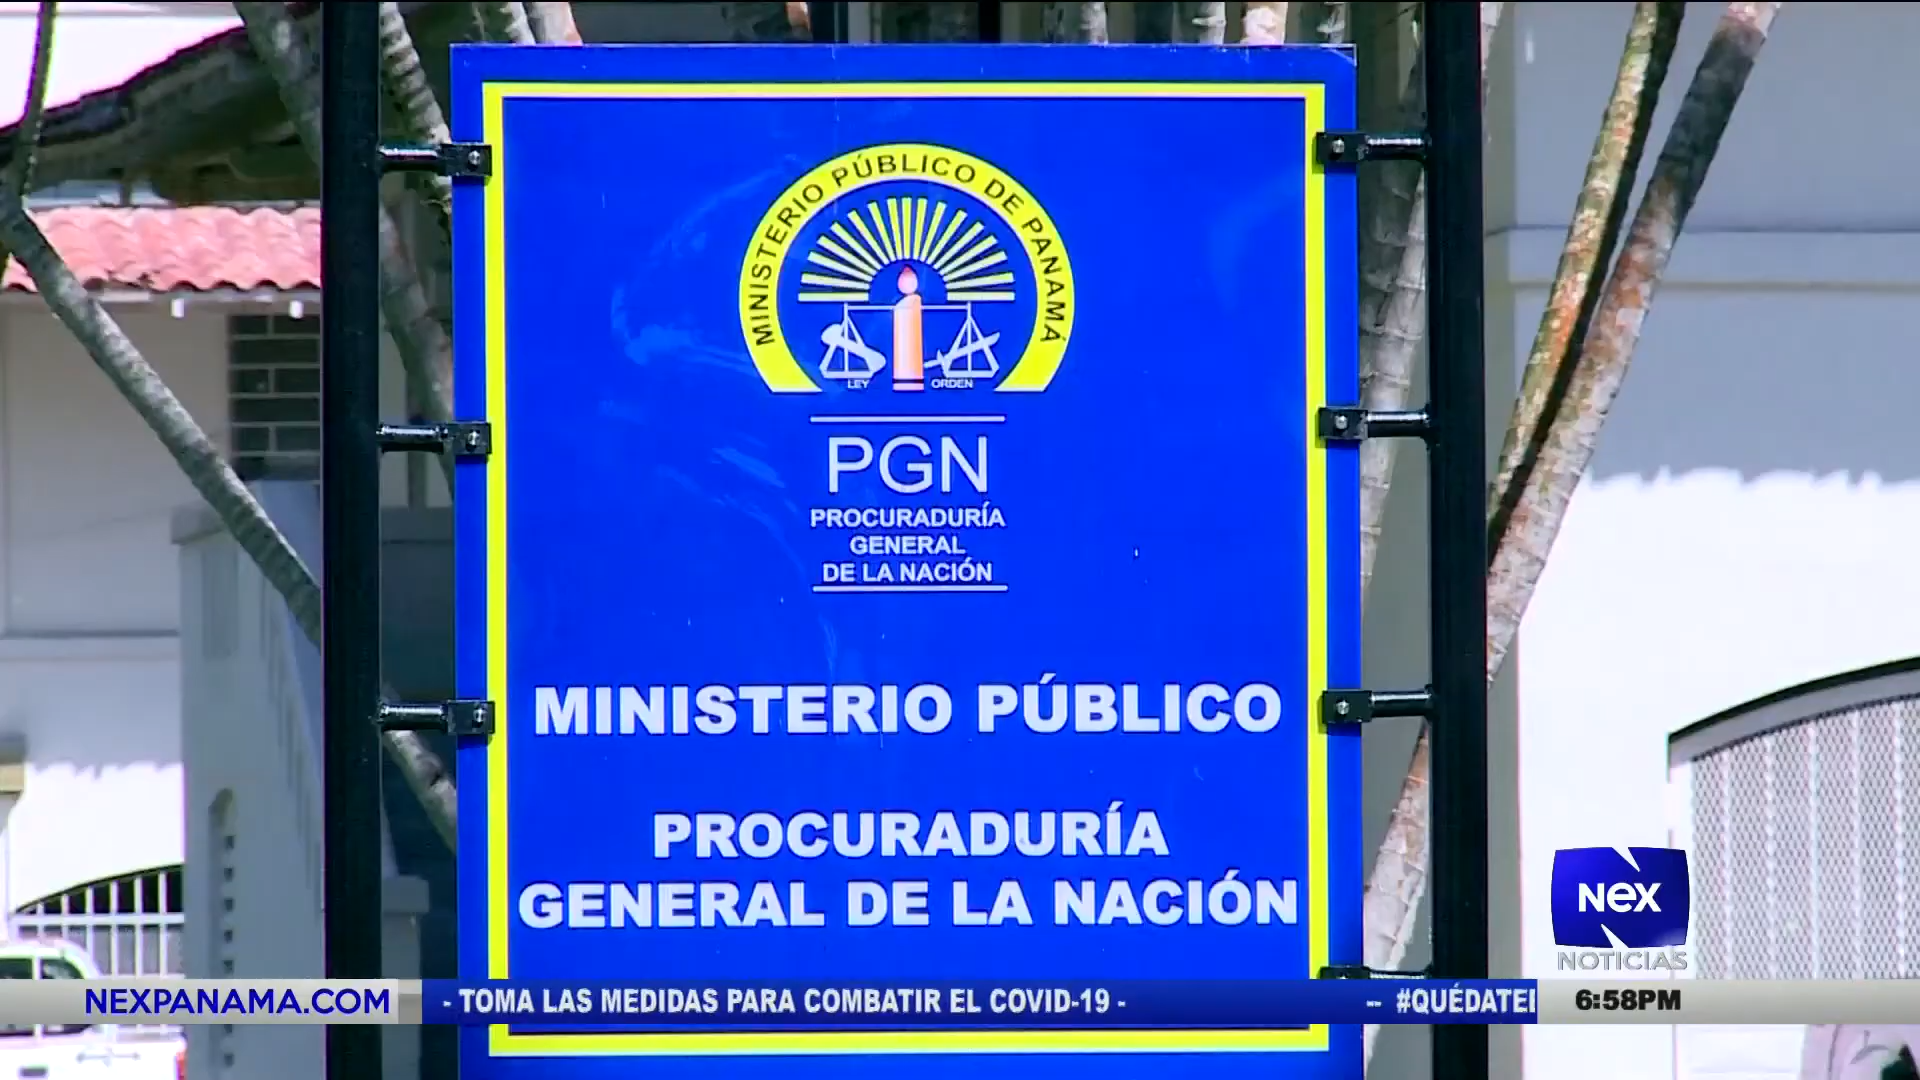 MINISTERIO PÚBLICO DE PANAMÁ
LEY ORDEN
PGN
PROCURADURÍA
GENERAL
DE LA NACIÓN
MINISTERIO PÚBLICO
PROCURADURÍA
GENERAL DE LA NACIÓN
Nex
NOTICIAS
NEXPANAMA.COM - TOMA LAS MEDIDAS PARA COMBATIR EL COVID-19 - -- #QUÉDATEE 6:58PM